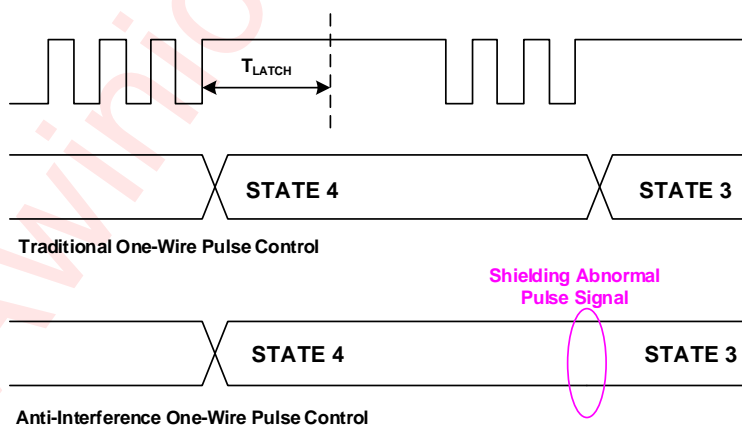 TLATCH
STATE 4
STATE 3
Traditional One-Wire Pulse Control
Shielding Abnormal
Pulse Signal
STATE 4
STATE 3
Anti-Interference One-Wire Pulse Control
Awinic